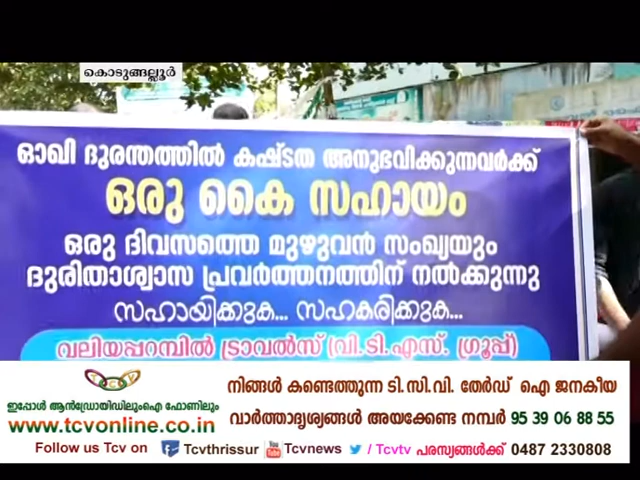 കൊടുങ്ങല്ലൂർ
ഓഖി ദുരന്തത്തിൽ കഷ്ടത അനുഭവിക്കുന്നവർക്ക്
ഒരു കൈ സഹായം
ഒരു ദിവസത്തെ മുഴുവൻ സംഖ്യയും
ദുരിതാശ്വാസ പ്രവർത്തനത്തിന് നൽകുന്നു
സഹായിക്കുക... സഹകരിക്കുക...
വലിയപറമ്പിൽ ട്രാവൽസ് (വി.ടി.എസ്. ഗ്രൂപ്പ്)
TCV
ഇപ്പോൾ ആൻഡ്രോയിഡിലും ഐ ഫോണിലും
www.tcvonline.co.in
നിങ്ങൾ കണ്ടെത്തുന്ന ടി.സി.വി. തേർഡ് ഐ ജനകീയ
വാർത്താദൃശ്യങ്ങൾ അയക്കേണ്ട നമ്പർ 95 39 06 88 55
Follow us Tcv on f Tcvthrissur You Tube Tcvnews / Tcvtv പരസ്യങ്ങൾക്ക് 0487 2330808